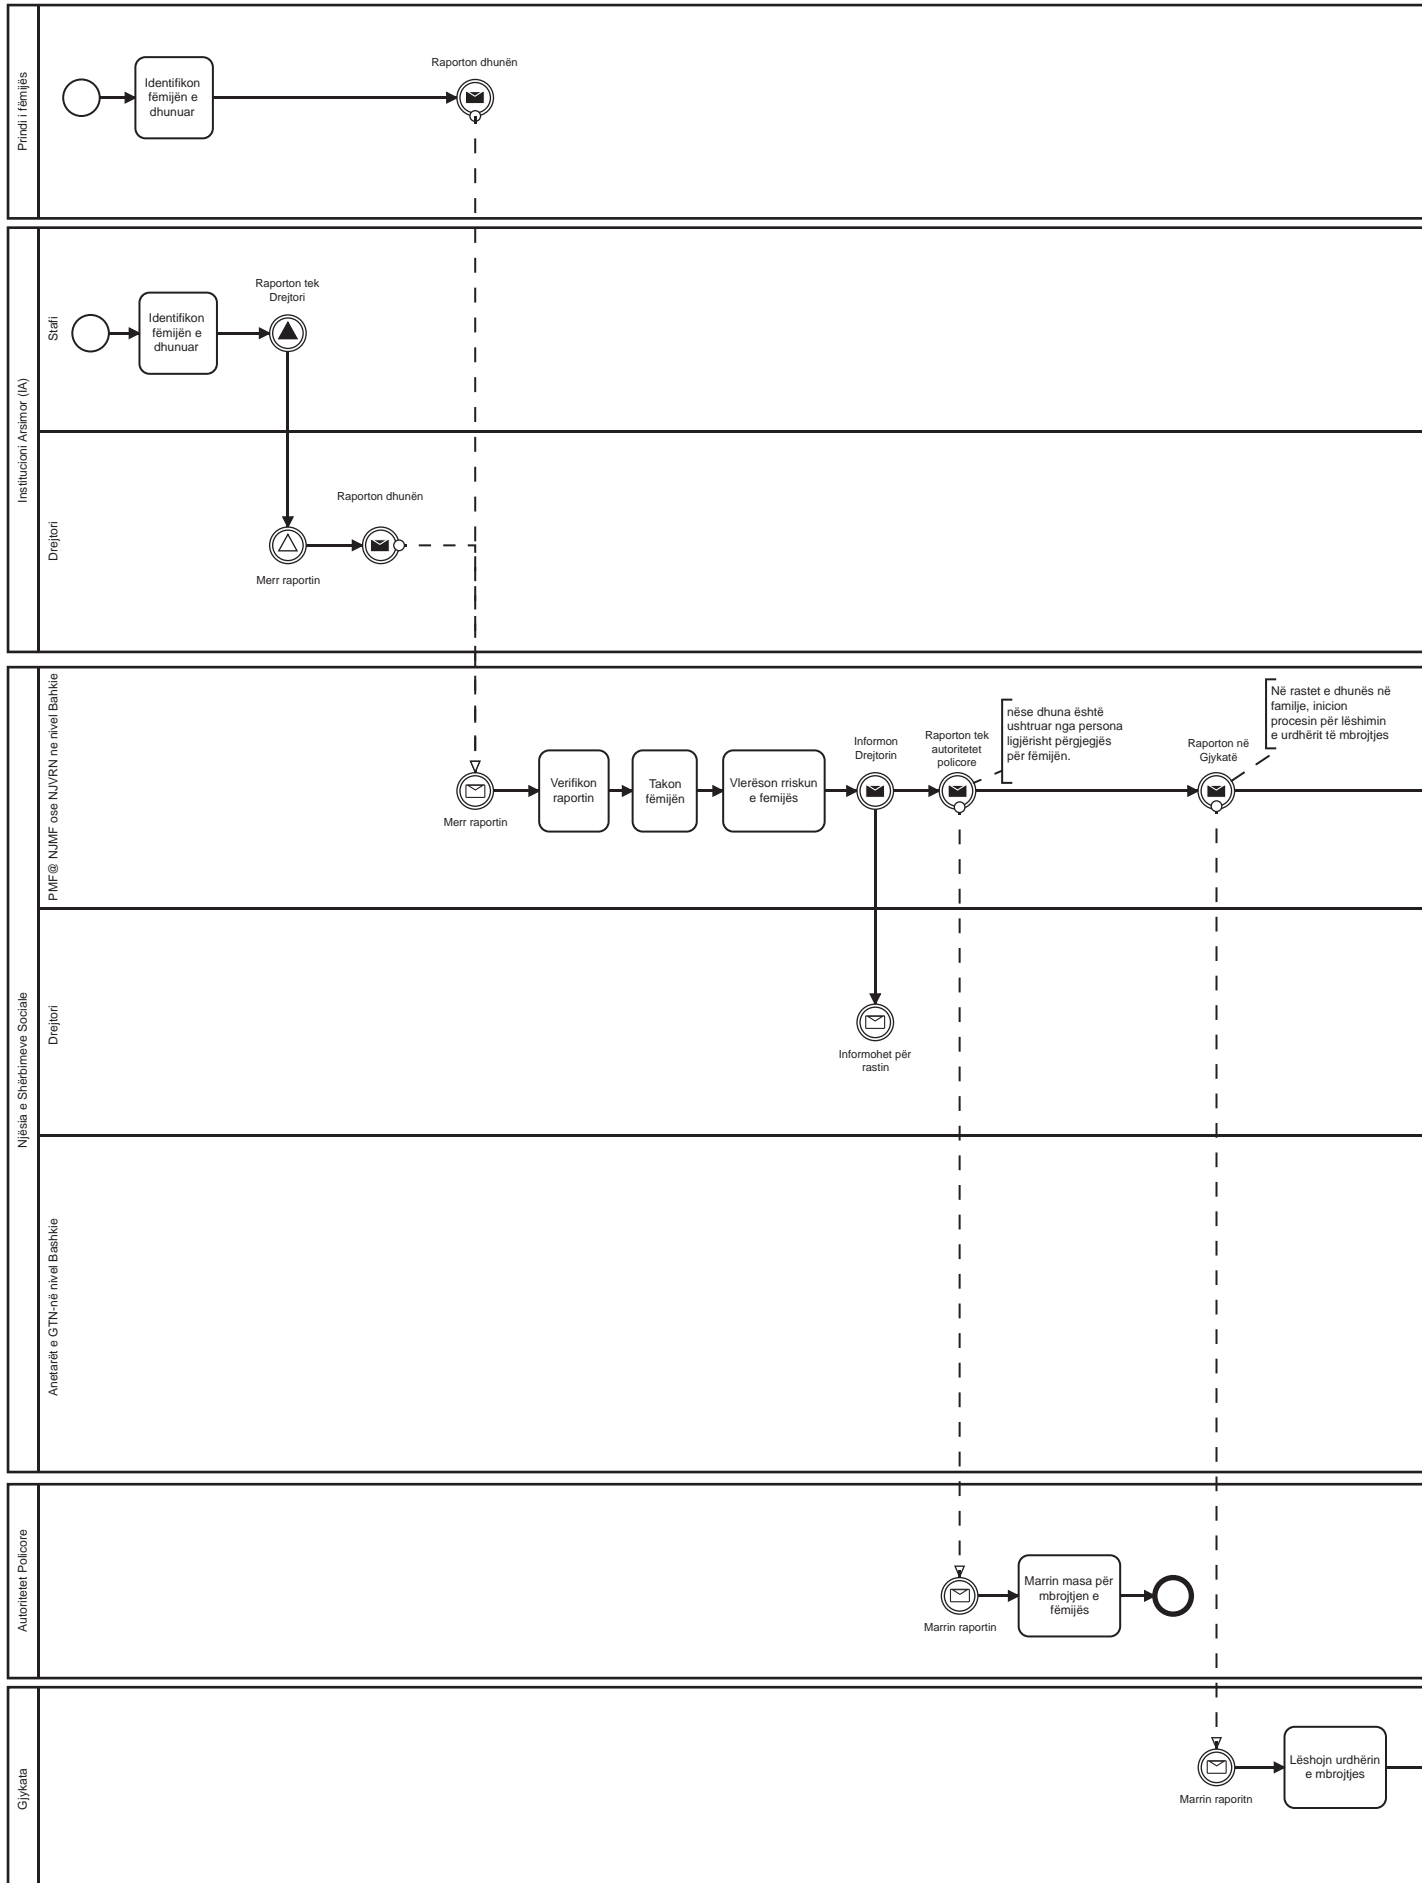 Prindi i fëmijës
Identifikon
fëmijën e
dhunuar
Raporton dhunën
Institucioni Arsimor (IA)
Stafi
Identifikon
fëmijën e
dhunuar
Raporton tek
Drejtori
Drejtori
Merr raportin
Raporton dhunën
Njësia e Shërbimeve Sociale
PMF@ NJMF ose NJVRN ne nivel Bahkie
Merr raportin
Verifikon
raportin
Takon
fëmijën
Vlerëson rriskun
e femijës
Informon
Drejtorin
Raporton tek
autoritetet
policore
nëse dhuna është
ushtruar nga persona
ligjërisht përgjegjës
për fëmijën.
Raporton në
Gjykatë
Në rastet e dhunës në
familje, inicion
procesin për lëshimin
e urdhërit të mbrojtjes
Drejtori
Informohet për
rastin
Anetarët e GTN-në nivel Bashkie
Autoritetet Policore
Marrin raportin
Marrin masa për
mbrojtjen e
fëmijës
Gjykata
Marrin raporitn
Lëshojn urdhërin
e mbrojtjes